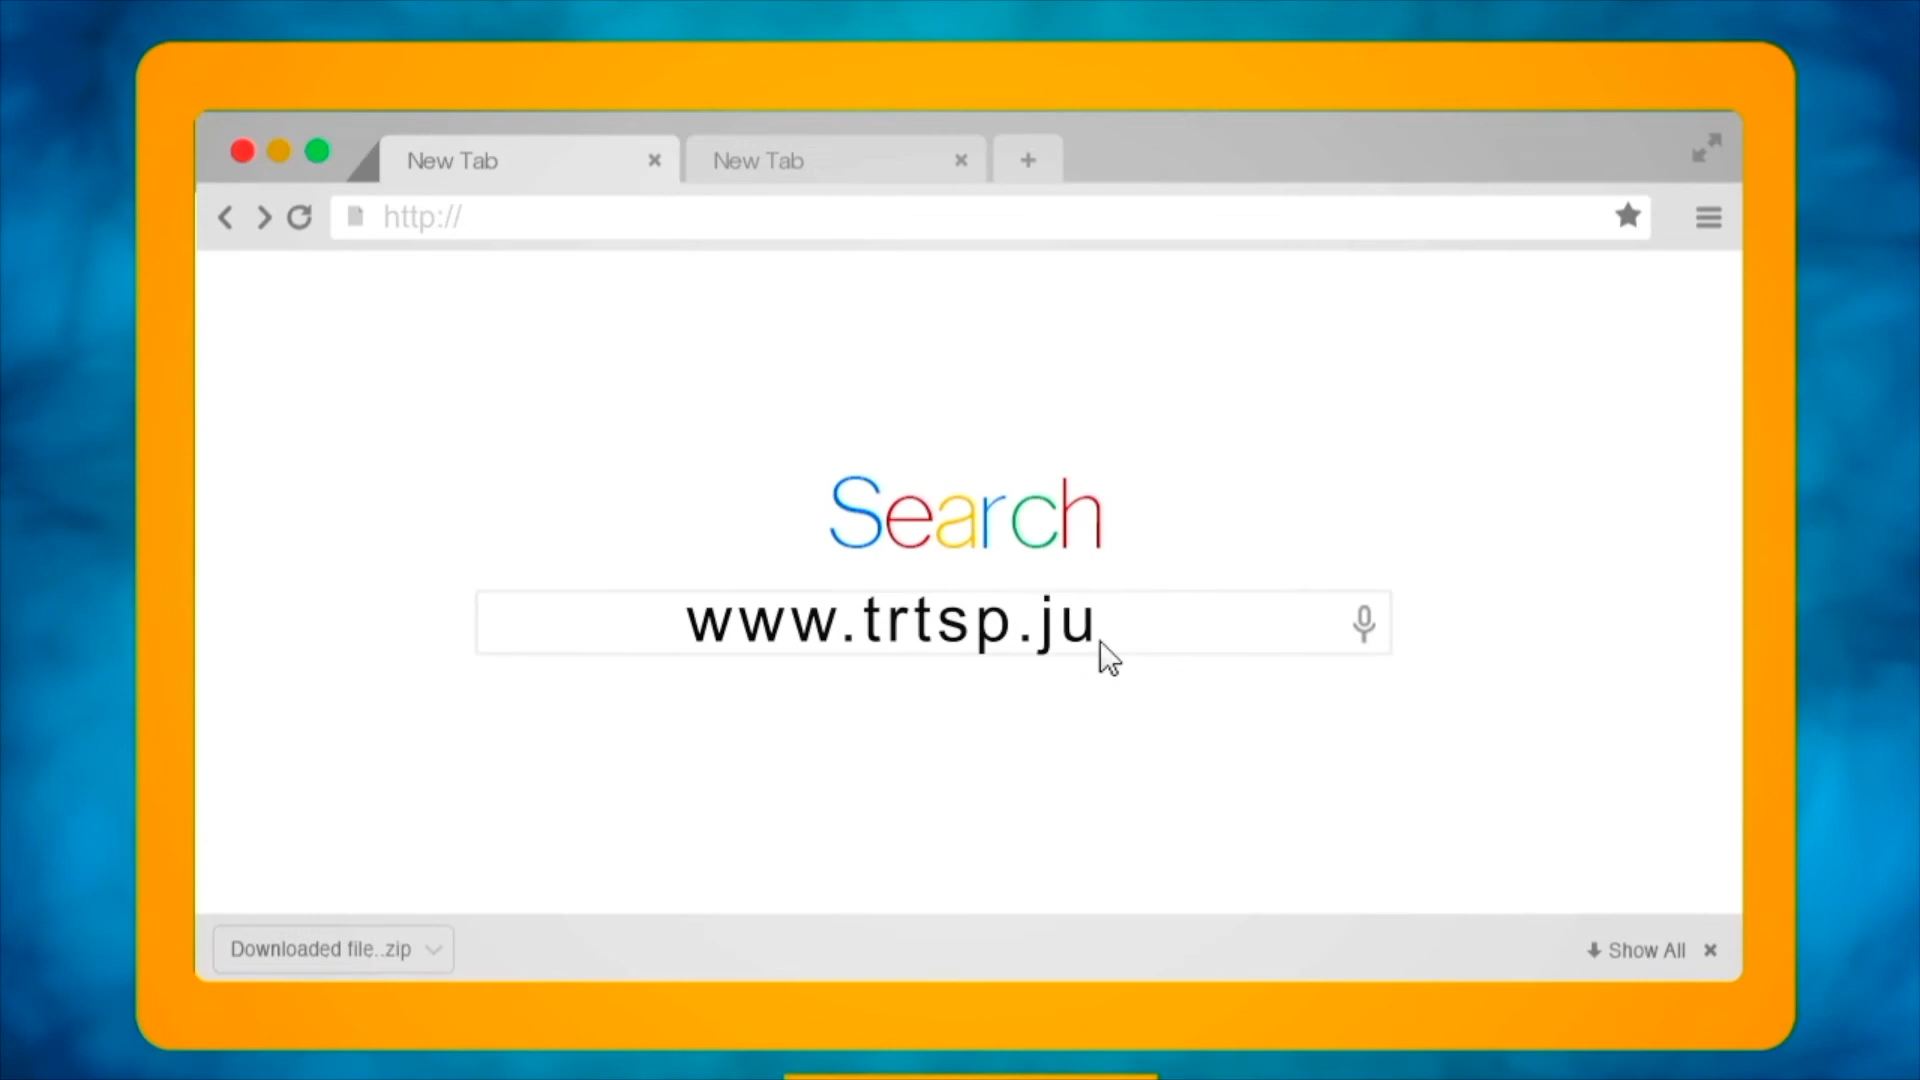 New Tab
New Tab
http://
Search
www.trtsp.ju
Downloaded file..zip
Show All